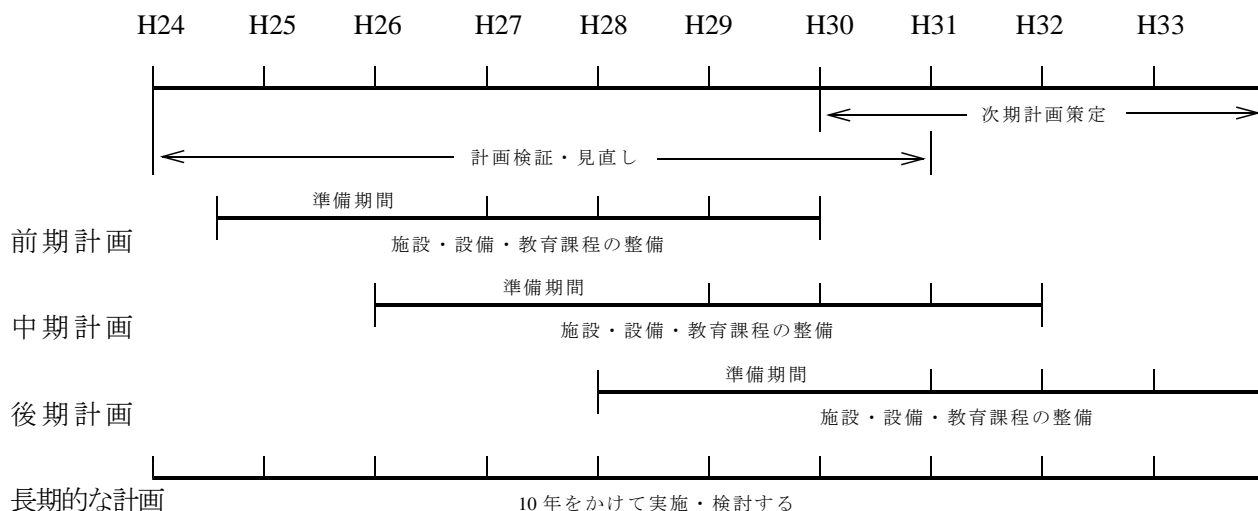 H24 H25 H26 H27 H28 H29 H30 H31 H32 H33
次期計画策定
計画検証・見直し
準備期間
前期計画
施設・設備・教育課程の整備
準備期間
中期計画
施設・設備・教育課程の整備
準備期間
後期計画
施設・設備・教育課程の整備
長期的な計画
10年をかけて実施・検討する